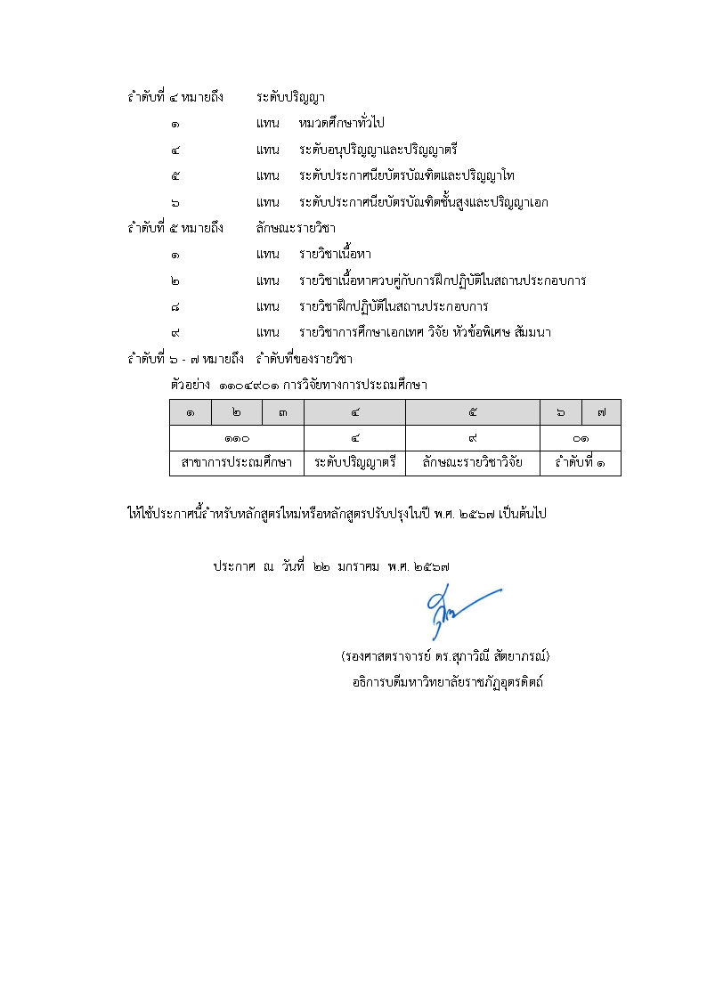 ลำดับที่ ๔ หมายถึง ระดับปริญญา
๑ แทน หมวดศึกษาทั่วไป
๔ แทน ระดับอนุปริญญาและปริญญาตรี
๕ แทน ระดับประกาศนียบัตรบัณฑิตและปริญญาโท
๖ แทน ระดับประกาศนียบัตรบัณฑิตชั้นสูงและปริญญาเอก
ลำดับที่ ๕ หมายถึง ลักษณะรายวิชา
๑ แทน รายวิชาเนื้อหา
๒ แทน รายวิชาเนื้อหาควบคู่กับการฝึกปฏิบัติในสถานประกอบการ
๘ แทน รายวิชาฝึกปฏิบัติในสถานประกอบการ
๙ แทน รายวิชาการศึกษาเอกเทศ วิจัย หัวข้อพิเศษ สัมมนา
ลำดับที่ ๖ - ๗ หมายถึง ลำดับที่ของรายวิชา
ตัวอย่าง ๑๑๐๔๙๐๑ การวิจัยทางการประถมศึกษา
๑ ๒ ๓ ๔ ๕ ๖ ๗
๑๑๐ ๔ ๙ ๐๑
สาขาการประถมศึกษา ระดับปริญญาตรี ลักษณะรายวิชาวิจัย ลำดับที่ ๑
ให้ใช้ประกาศนี้สำหรับหลักสูตรใหม่หรือหลักสูตรปรับปรุงในปี พ.ศ. ๒๕๖๗ เป็นต้นไป
ประกาศ ณ วันที่ ๒๒ มกราคม พ.ศ. ๒๕๖๗
(รองศาสตราจารย์ ดร.สุภาวิณี สัตยาภรณ์)
อธิการบดีมหาวิทยาลัยราชภัฏอุตรดิตถ์